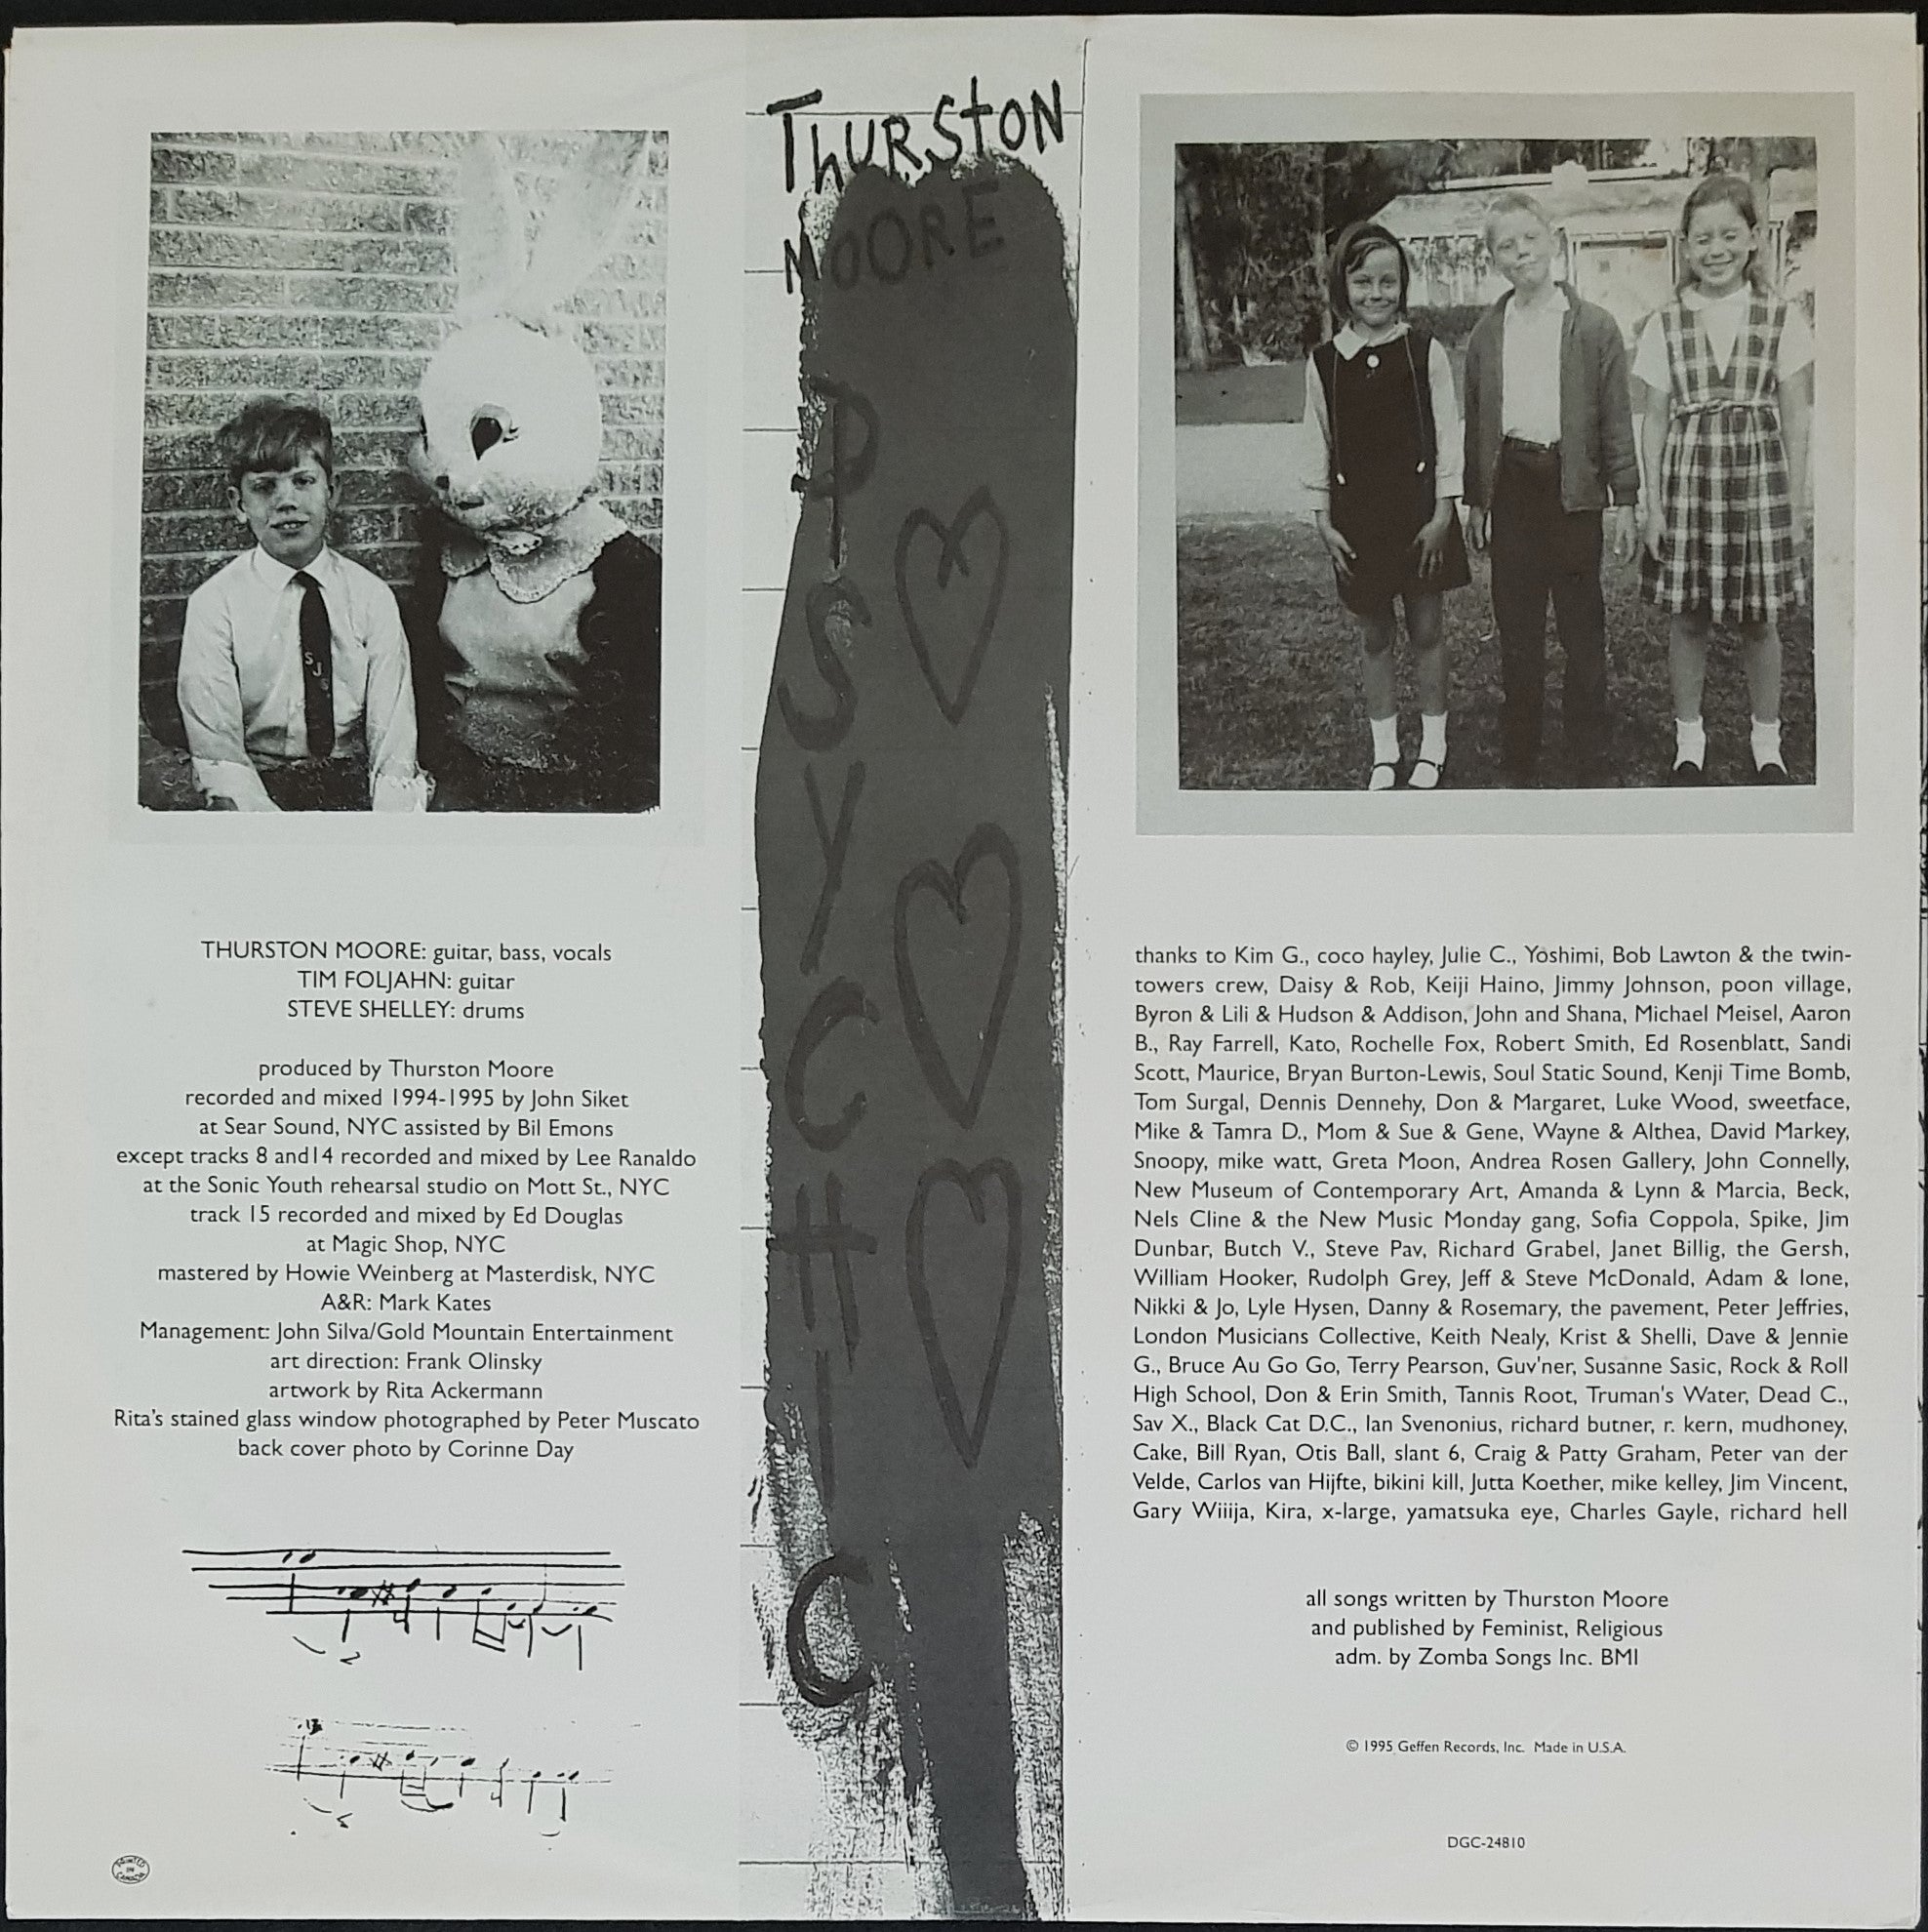 THURSTON
MOORE
PSYCHIC
SJS
THURSTON MOORE: guitar, bass, vocals
TIM FOLJAHN: guitar
STEVE SHELLEY: drums
produced by Thurston Moore
recorded and mixed 1994-1995 by John Siket
at Sear Sound, NYC assisted by Bil Emons
except tracks 8 and14 recorded and mixed by Lee Ranaldo
at the Sonic Youth rehearsal studio on Mott St., NYC
track 15 recorded and mixed by Ed Douglas
at Magic Shop, NYC
mastered by Howie Weinberg at Masterdisk, NYC
A&R: Mark Kates
Management: John Silva/Gold Mountain Entertainment
art direction: Frank Olinsky
artwork by Rita Ackermann
Rita's stained glass window photographed by Peter Muscato
back cover photo by Corinne Day
PRINTED
IN
CANADA
thanks to Kim G., coco hayley, Julie C., Yoshimi, Bob Lawton & the twin-
towers crew, Daisy & Rob, Keiji Haino, Jimmy Johnson, poon village,
Byron & Lili & Hudson & Addison, John and Shana, Michael Meisel, Aaron
B., Ray Farrell, Kato, Rochelle Fox, Robert Smith, Ed Rosenblatt, Sandi
Scott, Maurice, Bryan Burton-Lewis, Soul Static Sound, Kenji Time Bomb,
Tom Surgal, Dennis Dennehy, Don & Margaret, Luke Wood, sweetface,
Mike & Tamra D., Mom & Sue & Gene, Wayne & Althea, David Markey,
Snoopy, mike watt, Greta Moon, Andrea Rosen Gallery, John Connelly,
New Museum of Contemporary Art, Amanda & Lynn & Marcia, Beck,
Nels Cline & the New Music Monday gang, Sofia Coppola, Spike, Jim
Dunbar, Butch V., Steve Pav, Richard Grabel, Janet Billig, the Gersh,
William Hooker, Rudolph Grey, Jeff & Steve McDonald, Adam & Ione,
Nikki & Jo, Lyle Hysen, Danny & Rosemary, the pavement, Peter Jeffries,
London Musicians Collective, Keith Nealy, Krist & Shelli, Dave & Jennie
G., Bruce Au Go Go, Terry Pearson, Guv'ner, Susanne Sasic, Rock & Roll
High School, Don & Erin Smith, Tannis Root, Truman's Water, Dead C.,
Sav X., Black Cat D.C., Ian Svenonius, richard butner, r. kern, mudhoney,
Cake, Bill Ryan, Otis Ball, slant 6, Craig & Patty Graham, Peter van der
Velde, Carlos van Hijfte, bikini kill, Jutta Koether, mike kelley, Jim Vincent,
Gary Wiiija, Kira, x-large, yamatsuka eye, Charles Gayle, richard hell
all songs written by Thurston Moore
and published by Feminist, Religious
adm. by Zomba Songs Inc. BMI
© 1995 Geffen Records, Inc. Made in U.S.A.
DGC-24810